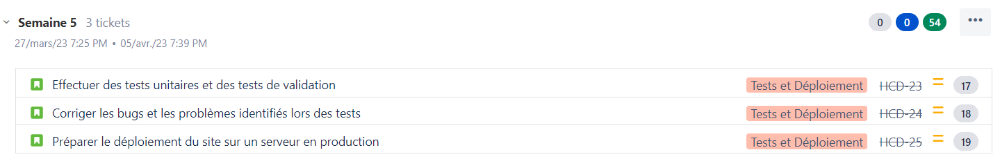 Semaine 5 3 tickets 0 0 54 •••
27/mars/23 7:25 PM • 05/avr./23 7:39 PM
Effectuer des tests unitaires et des tests de validation Tests et Déploiement HCD-23 17
Corriger les bugs et les problèmes identifiés lors des tests Tests et Déploiement HCD-24 18
Préparer le déploiement du site sur un serveur en production Tests et Déploiement HCD-25 19